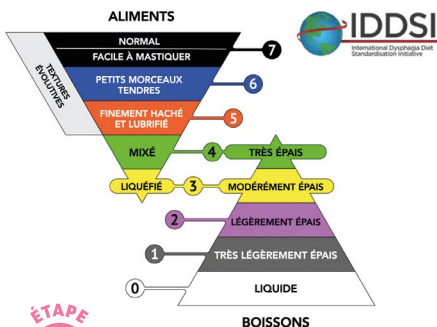 ALIMENTS
IDDSI
International Dysphagia Diet
Standardisation Initiative
NORMAL
FACILE À MASTIQUER
7
TEXTURES
ÉVOLUTIVES
PETITS MORCEAUX
TENDRES
6
FINEMENT HACHÉ
ET LUBRIFIÉ
5
MIXÉ
4
TRÈS ÉPAIS
LIQUÉFIÉ
3
MODÉRÉMENT ÉPAIS
2
LÉGÈREMENT ÉPAIS
1
TRÈS LÉGÈREMENT ÉPAIS
0
LIQUIDE
ÉTAPE
BOISSONS